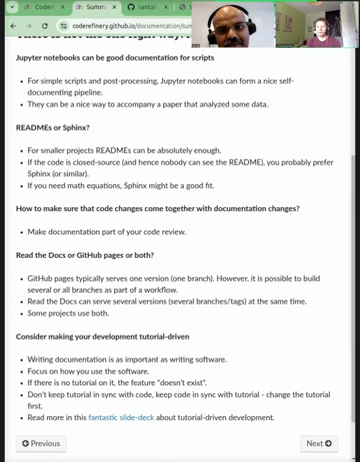 CodeR
Summa
rantah
W
coderefinery.github.io/documentation/sum
Jupyter notebooks can be good documentation for scripts
• For simple scripts and post-processing, Jupyter notebooks can form a nice self-
documenting pipeline.
• They can be a nice way to accompany a paper that analyzed some data.
READMEs or Sphinx?
• For smaller projects READMEs can be absolutely enough.
• If the code is closed-source (and hence nobody can see the README), you probably prefer
Sphinx (or similar).
• If you need math equations, Sphinx might be a good fit.
How to make sure that code changes come together with documentation changes?
• Make documentation part of your code review.
Read the Docs or GitHub pages or both?
• GitHub pages typically serves one version (one branch). However, it is possible to build
several or all branches as part of a workflow.
• Read the Docs can serve several versions (several branches/tags) at the same time.
• Some projects use both.
Consider making your development tutorial-driven
• Writing documentation is as important as writing software.
• Focus on how you use the software.
• If there is no tutorial on it, the feature "doesn't exist".
• Don't keep tutorial in sync with code, keep code in sync with tutorial - change the tutorial
first.
• Read more in this fantastic slide-deck about tutorial-driven development.
Previous
Next